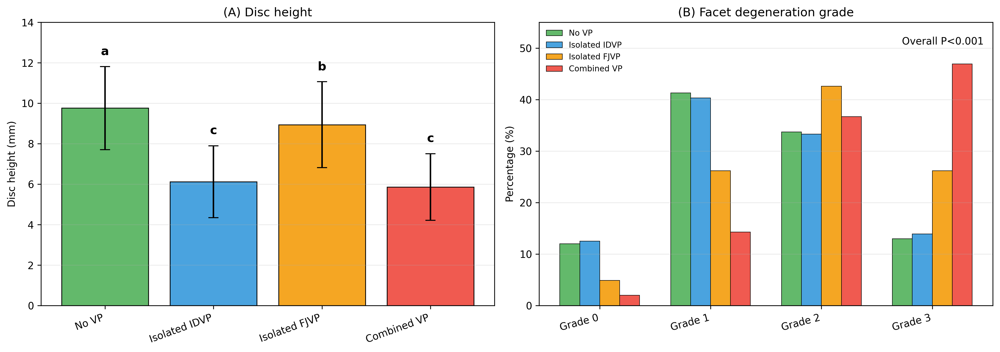 (A) Disc height
Disc height (mm)
14
12
10
8
6
4
2
0
a
c
b
c
No VP
Isolated IDVP
Isolated FJVP
Combined VP
(B) Facet degeneration grade
Percentage (%)
50
40
30
20
10
0
No VP
Isolated IDVP
Isolated FJVP
Combined VP
Overall P<0.001
Grade 0
Grade 1
Grade 2
Grade 3